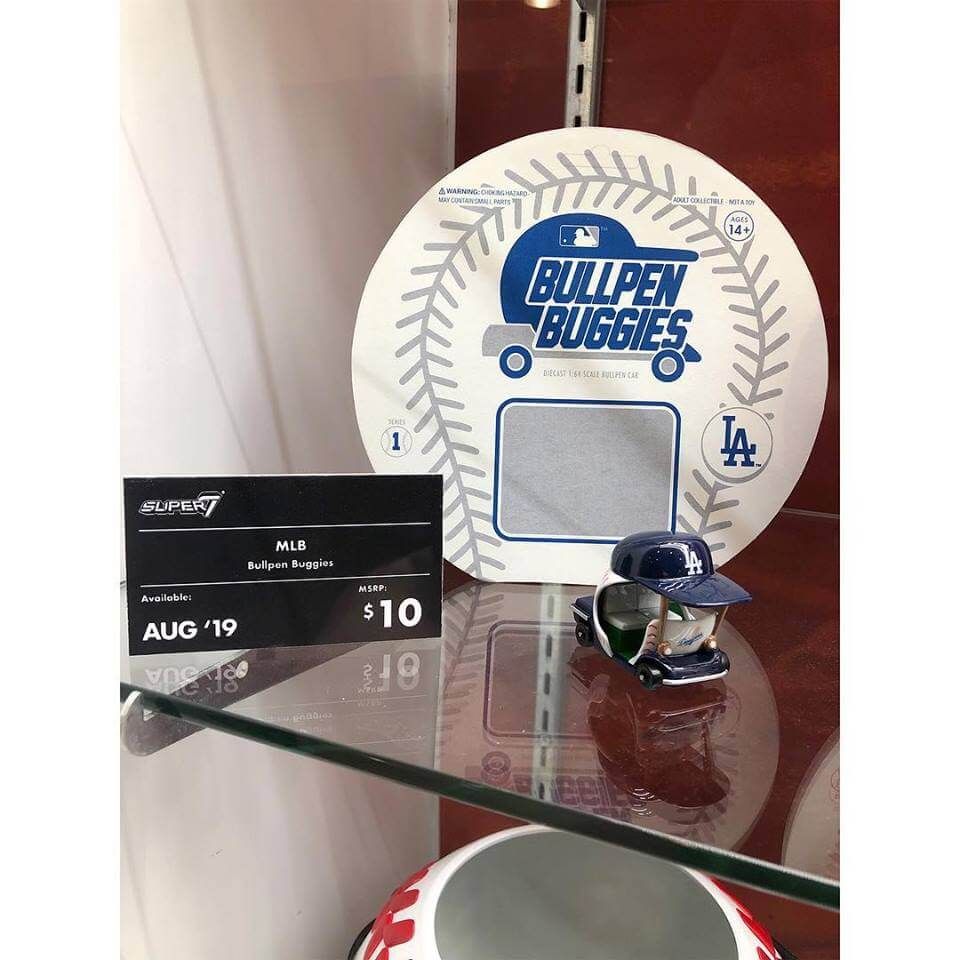 ⚠ WARNING: CHOKING HAZARD-
MAY CONTAIN SMALL PARTS
ADULT COLLECTIBLE - NOT A TOY
AGES
14+
BULLPEN
BUGGIES
DIECAST 1:64 SCALE BULLPEN CAR
SERIES
1
LA
SUPER7
MLB
Bullpen Buggies
Available:
AUG '19
MSRP:
$10
LA
Dodgers